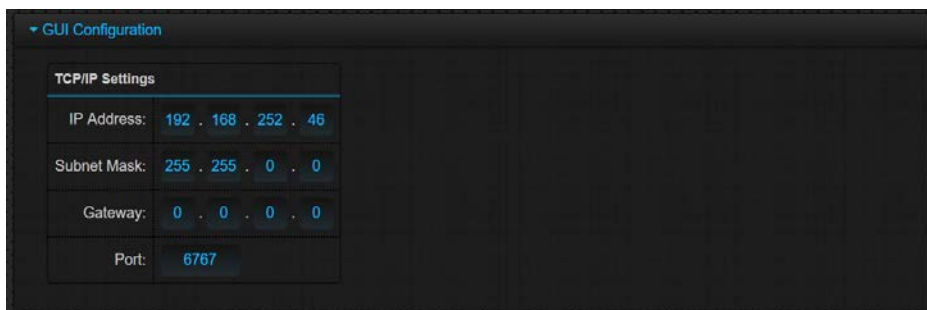 GUI Configuration
TCP/IP Settings
IP Address: 192 . 168 . 252 . 46
Subnet Mask: 255 . 255 . 0 . 0
Gateway: 0 . 0 . 0 . 0
Port: 6767